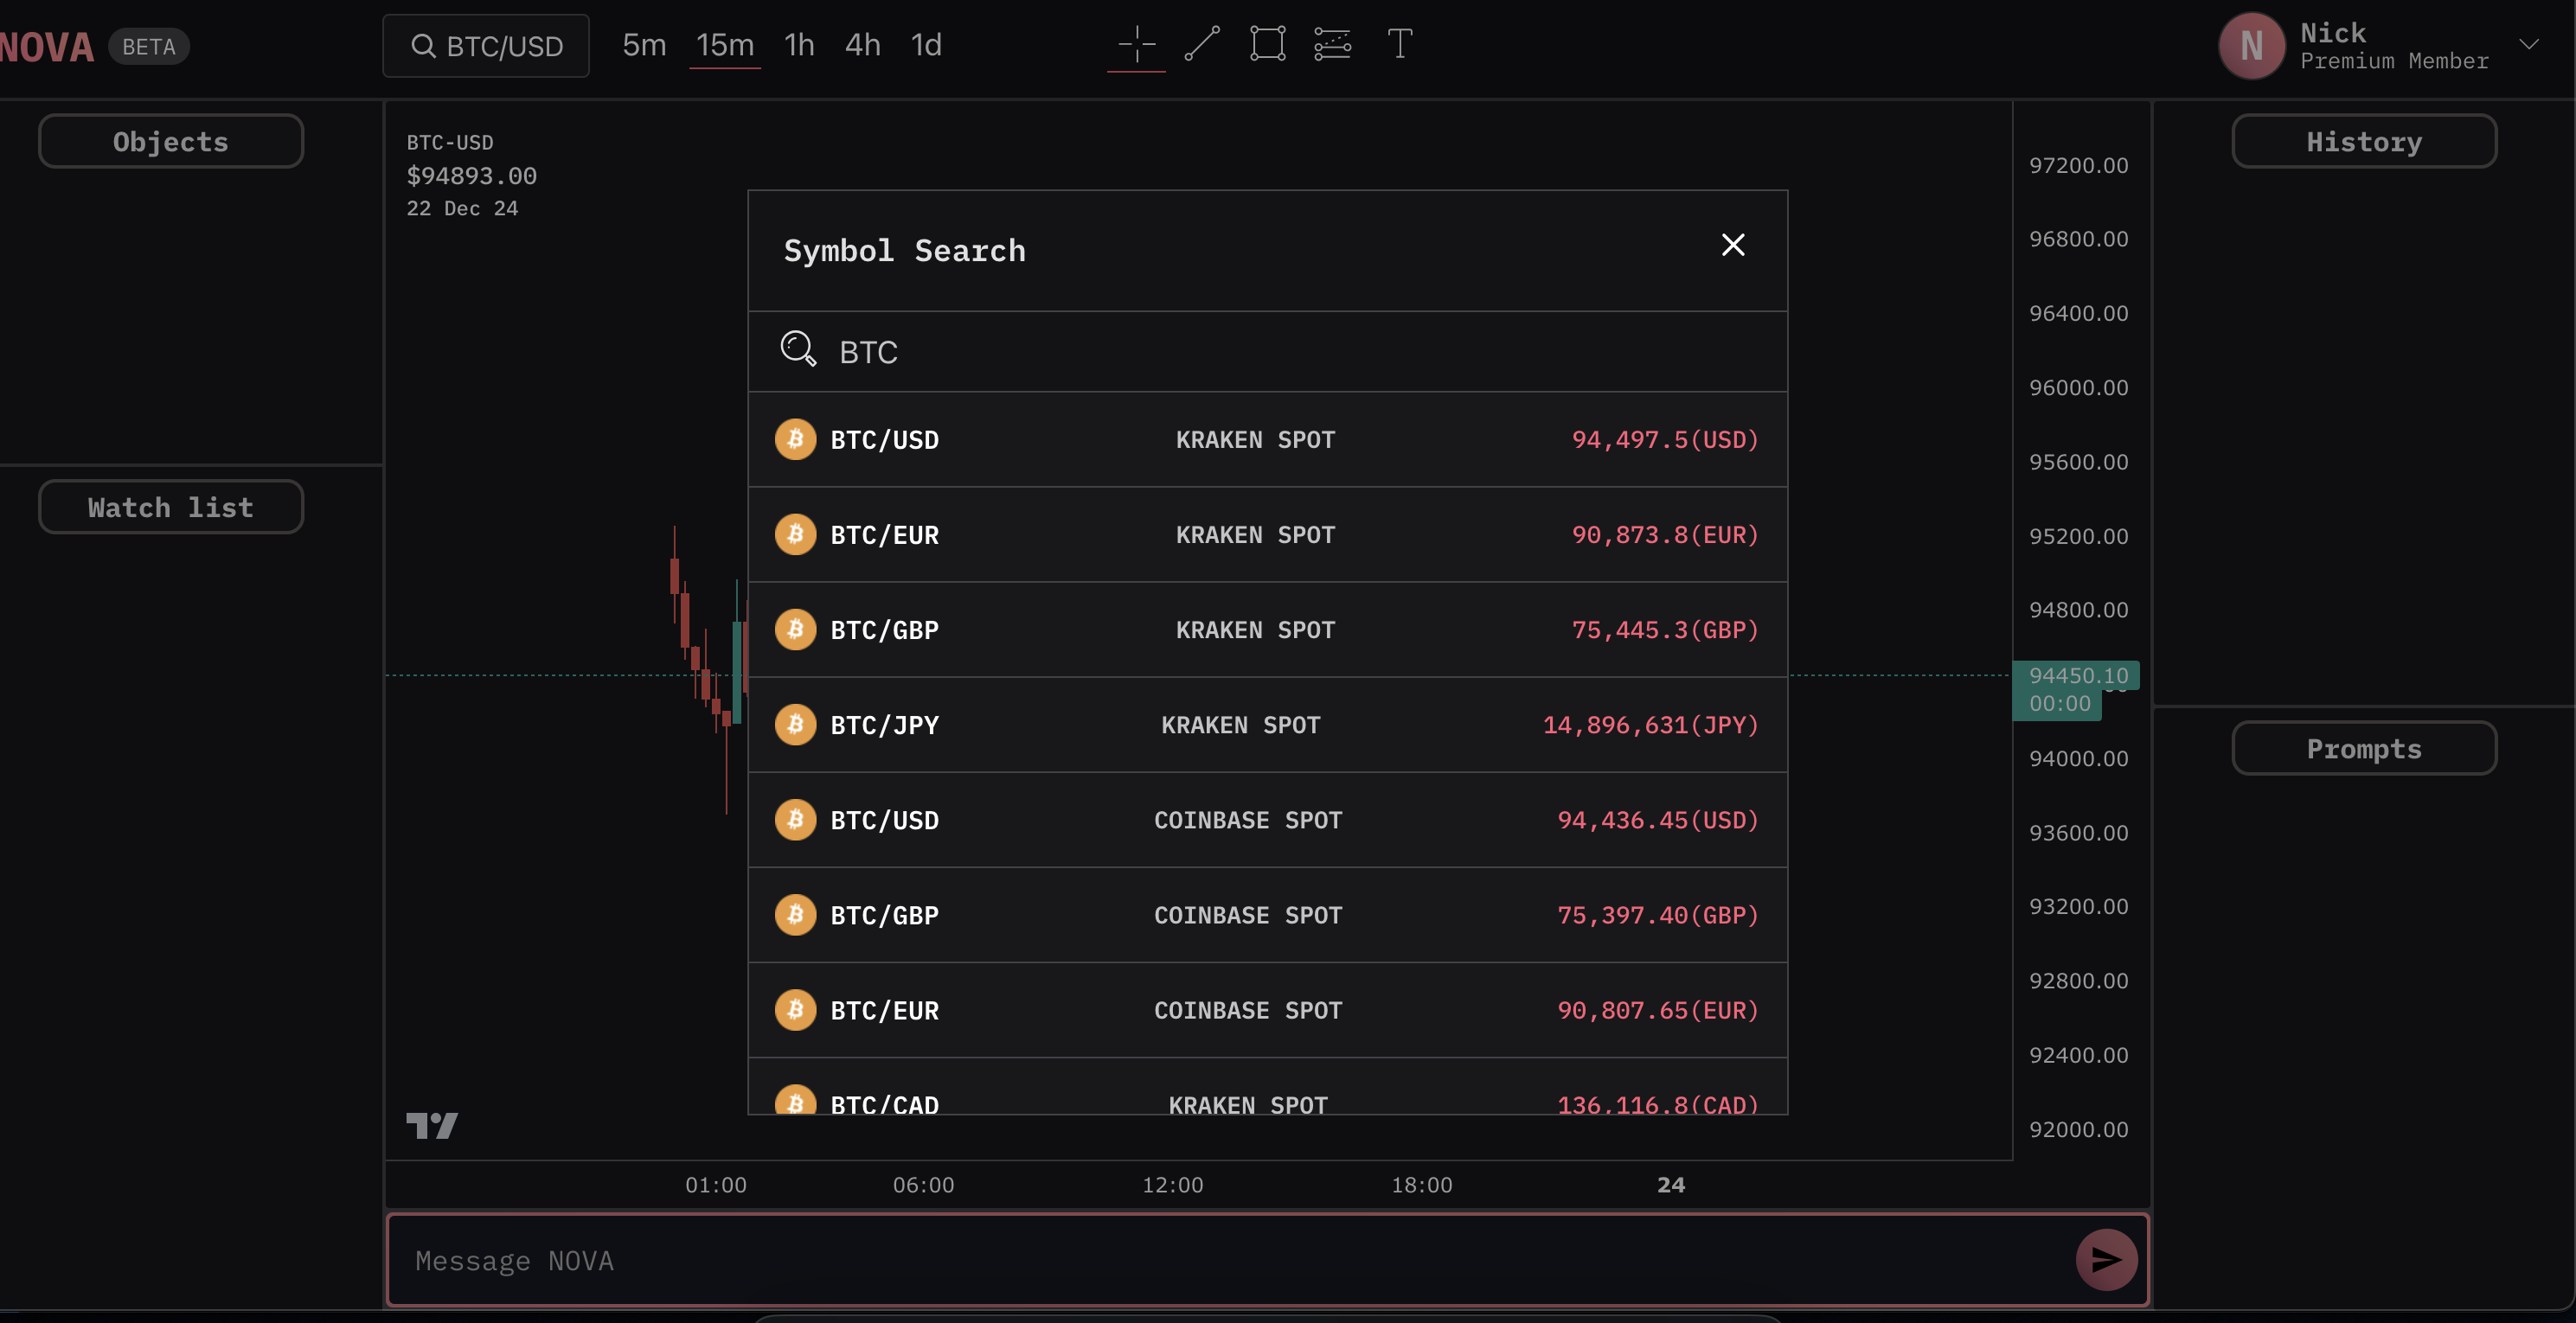 NOVA BETA
BTC/USD 5m 15m 1h 4h 1d
T
N
Nick
Premium Member
Objects
Watch list
BTC-USD
$94893.00
22 Dec 24
Symbol Search
BTC
BTC/USD KRAKEN SPOT 94,497.5(USD)
BTC/EUR KRAKEN SPOT 90,873.8(EUR)
BTC/GBP KRAKEN SPOT 75,445.3(GBP)
BTC/JPY KRAKEN SPOT 14,896,631(JPY)
BTC/USD COINBASE SPOT 94,436.45(USD)
BTC/GBP COINBASE SPOT 75,397.40(GBP)
BTC/EUR COINBASE SPOT 90,807.65(EUR)
BTC/CAD KRAKEN SPOT 136,116.8(CAD)
97200.00
96800.00
96400.00
96000.00
95600.00
95200.00
94800.00
94450.10
00:00
94000.00
93600.00
93200.00
92800.00
92400.00
92000.00
01:00 06:00 12:00 18:00 24
Message NOVA
History
Prompts